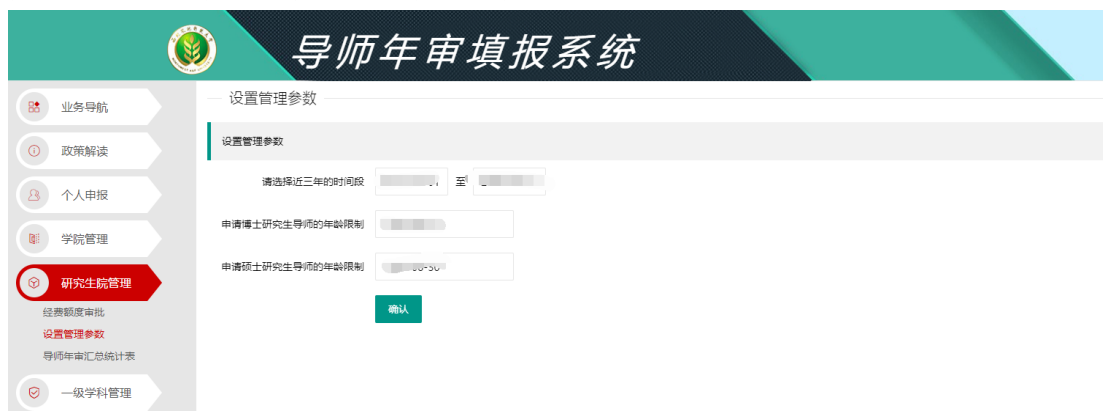 导师年审填报系统
业务导航
政策解读
个人申报
学院管理
研究生院管理
经费额度审批
设置管理参数
导师年审汇总统计表
一级学科管理
设置管理参数
设置管理参数
请选择近三年的时间段 至
申请博士研究生导师的年龄限制
申请硕士研究生导师的年龄限制
确认